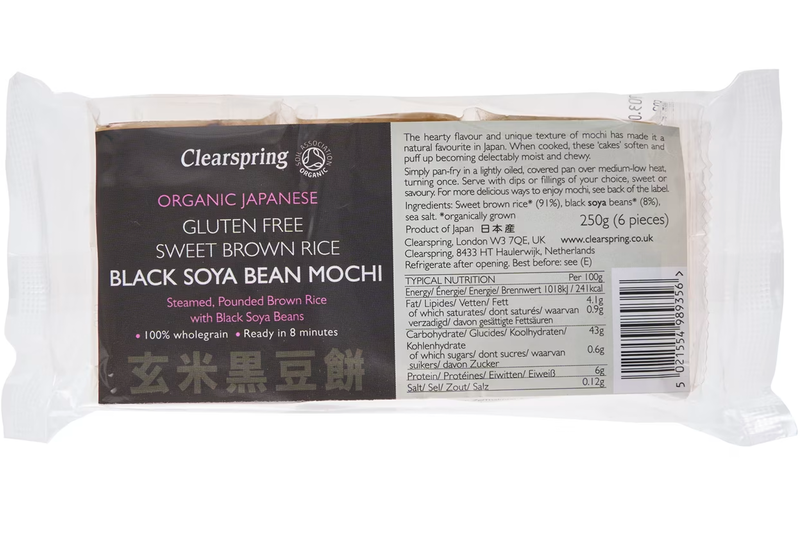 Clearspring
SOIL ASSOCIATION
ORGANIC
ORGANIC JAPANESE
GLUTEN FREE
SWEET BROWN RICE
BLACK SOYA BEAN MOCHI
Steamed, Pounded Brown Rice
with Black Soya Beans
• 100% wholegrain • Ready in 8 minutes
玄米黒豆餅
The hearty flavour and unique texture of mochi has made it a
natural favourite in Japan. When cooked, these 'cakes' soften and
puff up becoming delectably moist and chewy.
Simply pan-fry in a lightly oiled, covered pan over medium-low heat,
turning once. Serve with dips or fillings of your choice, sweet or
savoury. For more delicious ways to enjoy mochi, see back of the label.
Ingredients: Sweet brown rice* (91%), black soya beans* (8%),
sea salt. *organically grown
250g (6 pieces)
Product of Japan 日本産
Clearspring, London W3 7QE, UK www.clearspring.co.uk
Clearspring, 8433 HT Haulerwijk, Netherlands
Refrigerate after opening. Best before: see (E)
TYPICAL NUTRITION Per 100g
Energy/ Énergie/ Energie/ Brennwert 1018kJ / 241kcal
Fat/ Lipides/ Vetten/ Fett 4.1g
of which saturates/ dont saturés/ waarvan 0.9g
verzadigd/ davon gesättigte Fettsäuren
Carbohydrate/ Glucides/ Koolhydraten/ 43g
Kohlenhydrate
of which sugars/ dont sucres/ waarvan 0.6g
suikers/ davon Zucker
Protein/ Protéines/ Eiwitten/ Eiweiß 6g
Salt/ Sel/ Zout/ Salz 0.12g
5 021554 989356 >